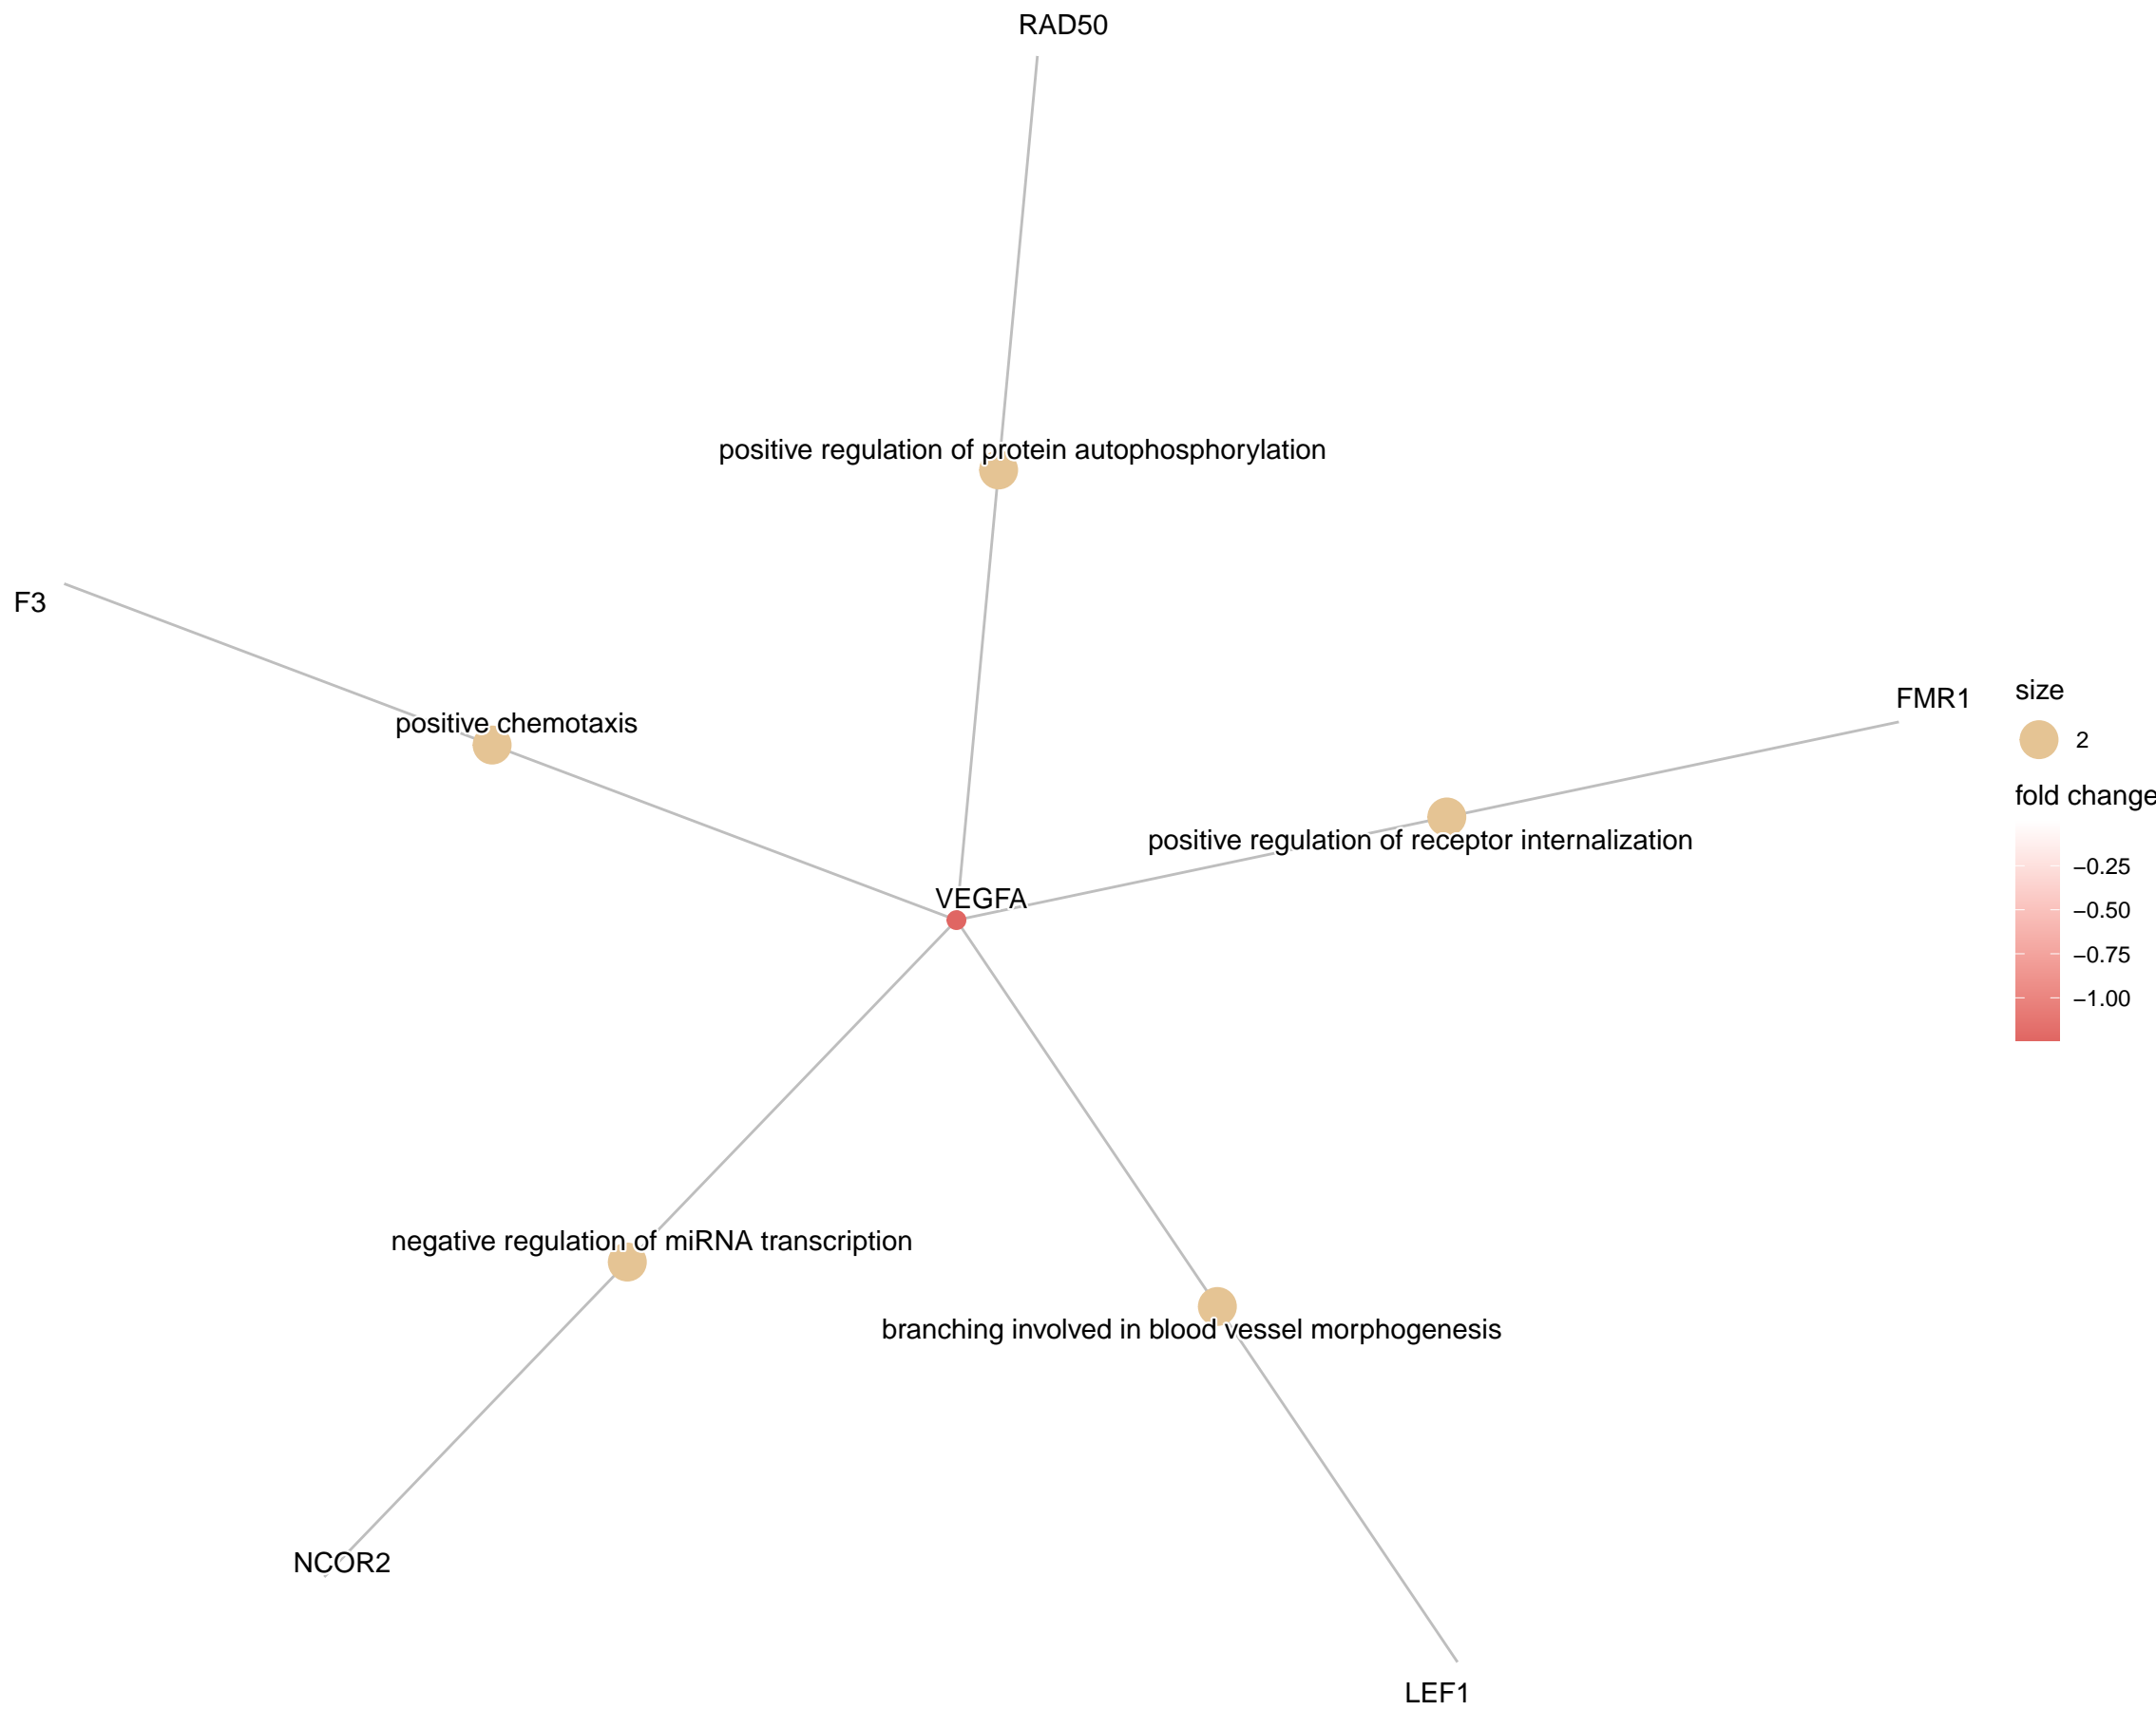 RAD50
positive regulation of protein autophosphorylation
F3
FMR1
size
positive chemotaxis
2
fold change
positive regulation of receptor internalization
−0.25
VEGFA
−0.50
−0.75
−1.00
negative regulation of miRNA transcription
branching involved in blood vessel morphogenesis
NCOR2
LEF1